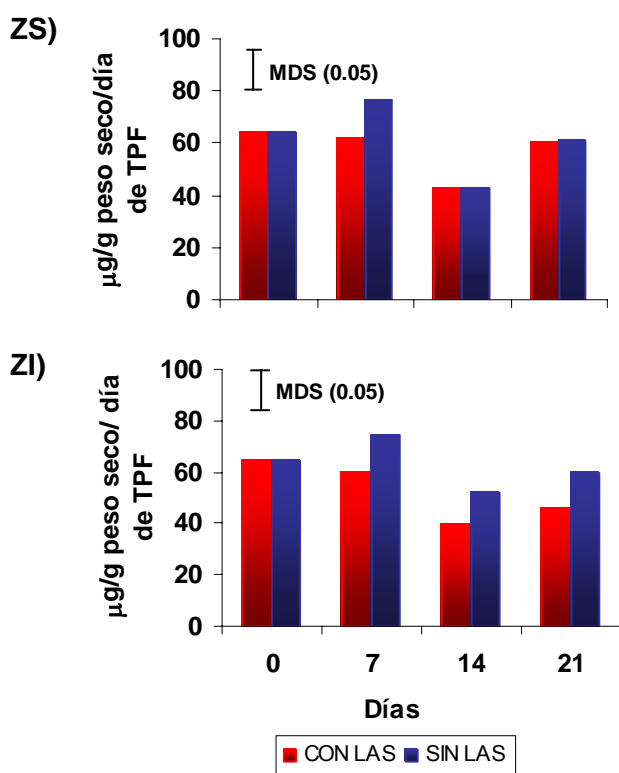 ZS)
µg/g peso seco/día
de TPF
100
80
60
40
20
0
MDS (0.05)
ZI)
µg/g peso seco/ día
de TPF
100
80
60
40
20
0
MDS (0.05)
0 7 14 21
Días
CON LAS SIN LAS